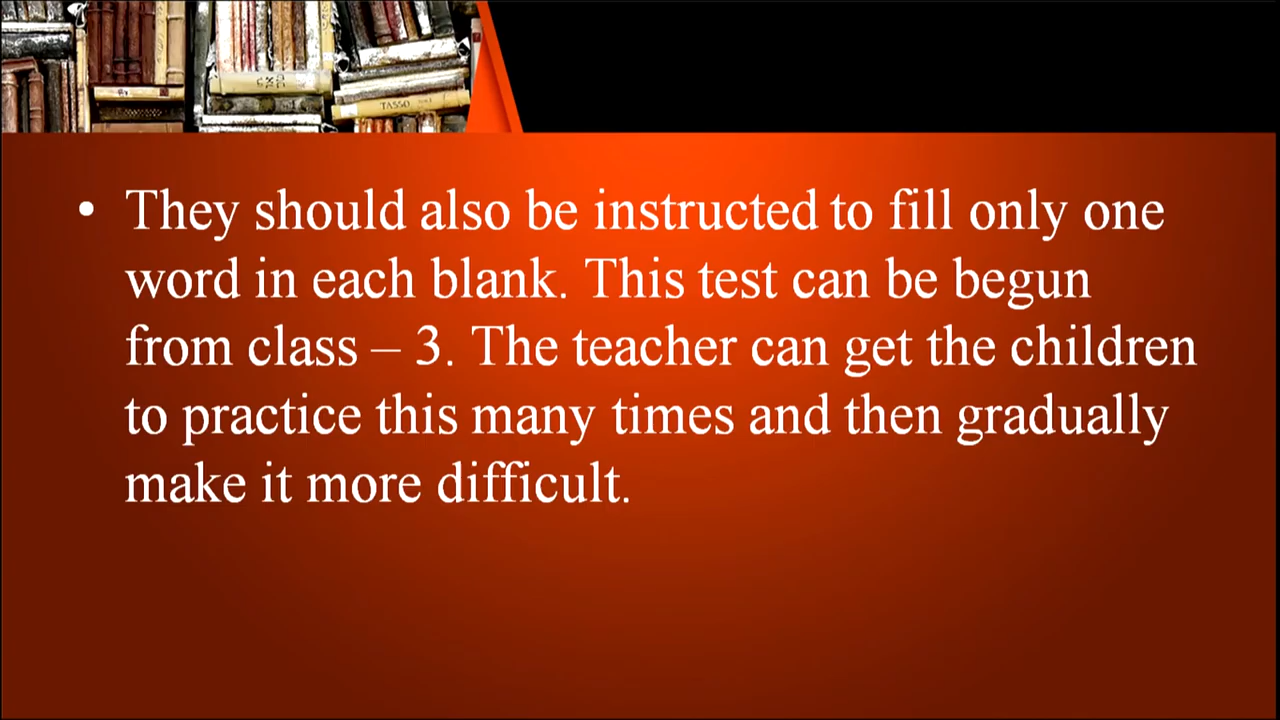 TASSO
• They should also be instructed to fill only one
word in each blank. This test can be begun
from class – 3. The teacher can get the children
to practice this many times and then gradually
make it more difficult.